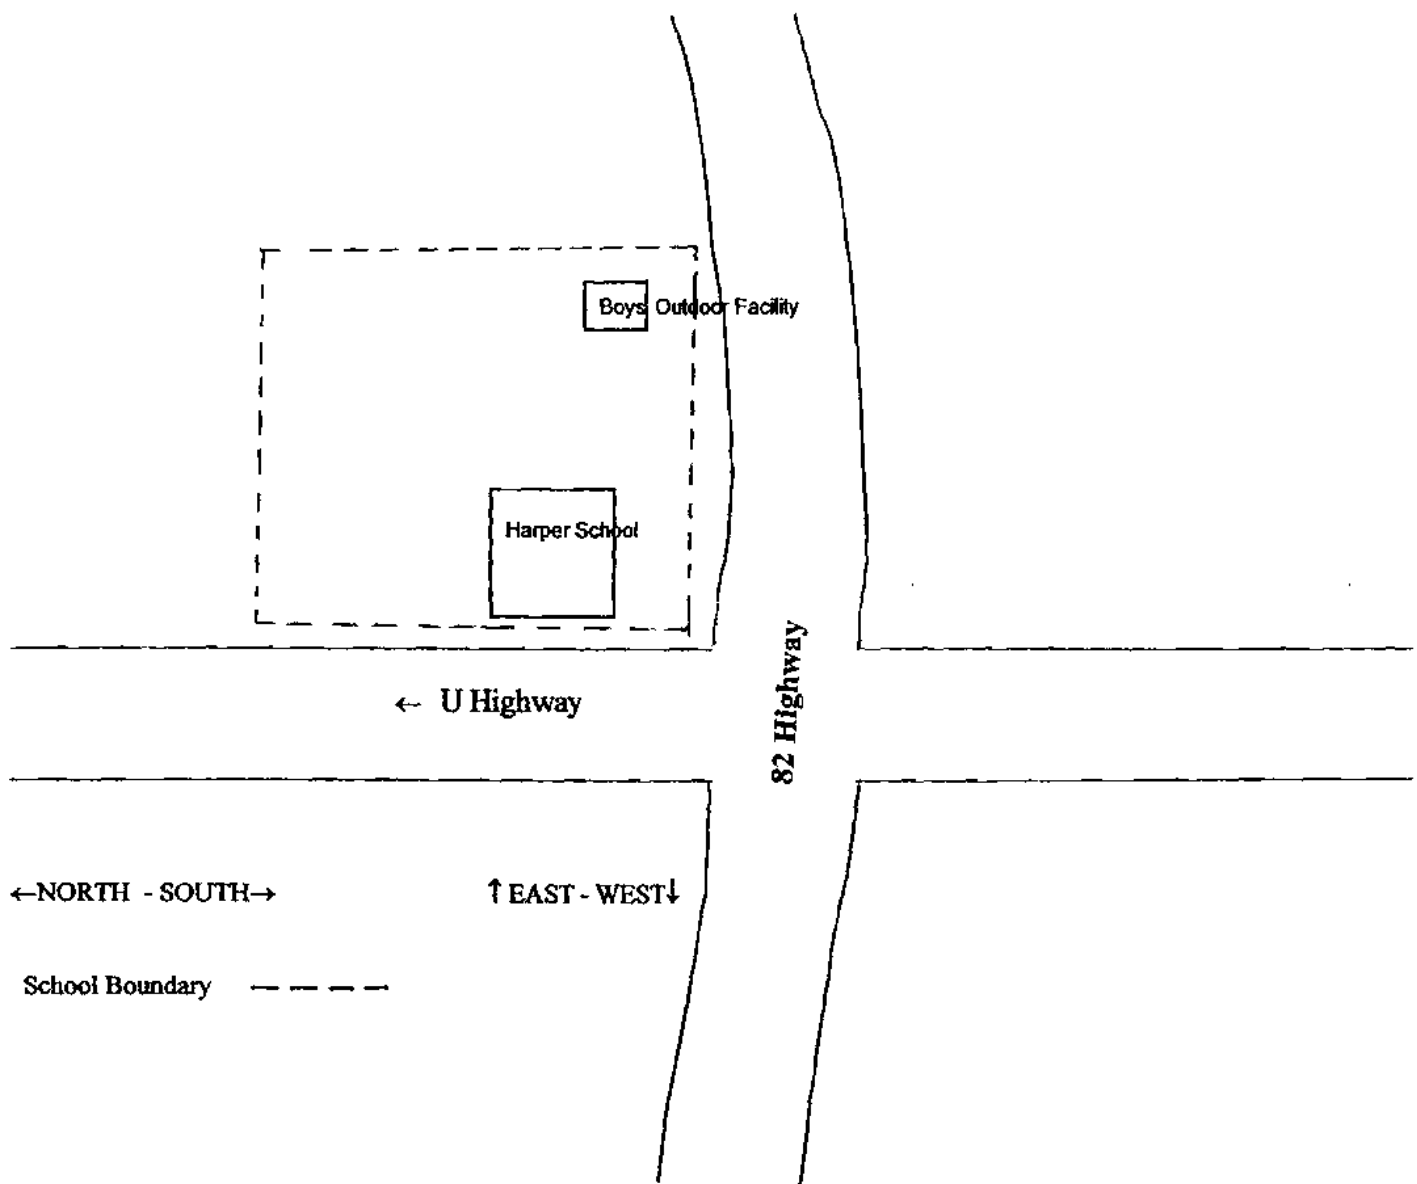 Boys Outdoor Facility
Harper School
← U Highway
82 Highway
←NORTH - SOUTH→
↑EAST - WEST↓
School Boundary — — — — —